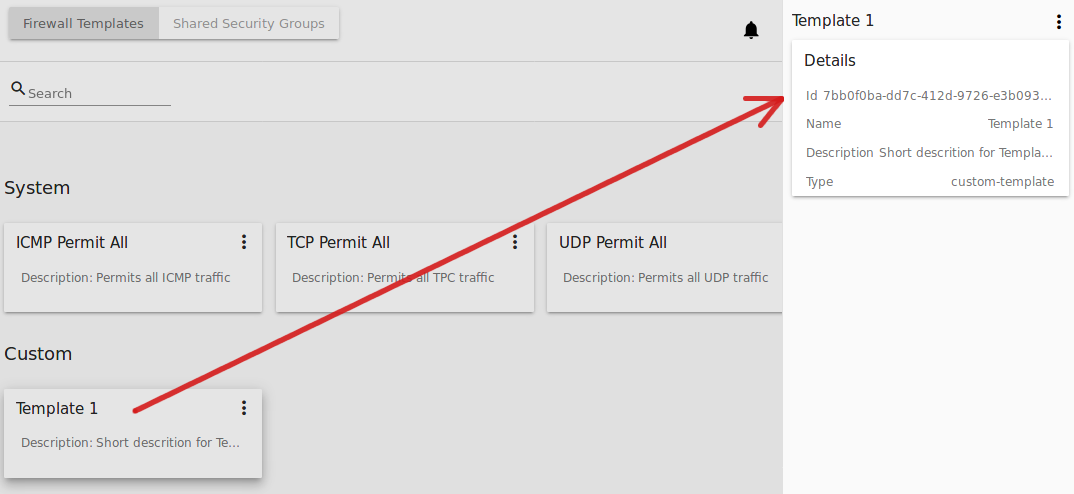 Firewall Templates
Shared Security Groups
Search
System
ICMP Permit All
Description: Permits all ICMP traffic
TCP Permit All
Description: Permits all TPC traffic
UDP Permit All
Description: Permits all UDP traffic
Custom
Template 1
Description: Short descrition for Te...
Template 1
Details
Id 7bb0f0ba-dd7c-412d-9726-e3b093...
Name Template 1
Description Short descrition for Templa...
Type custom-template